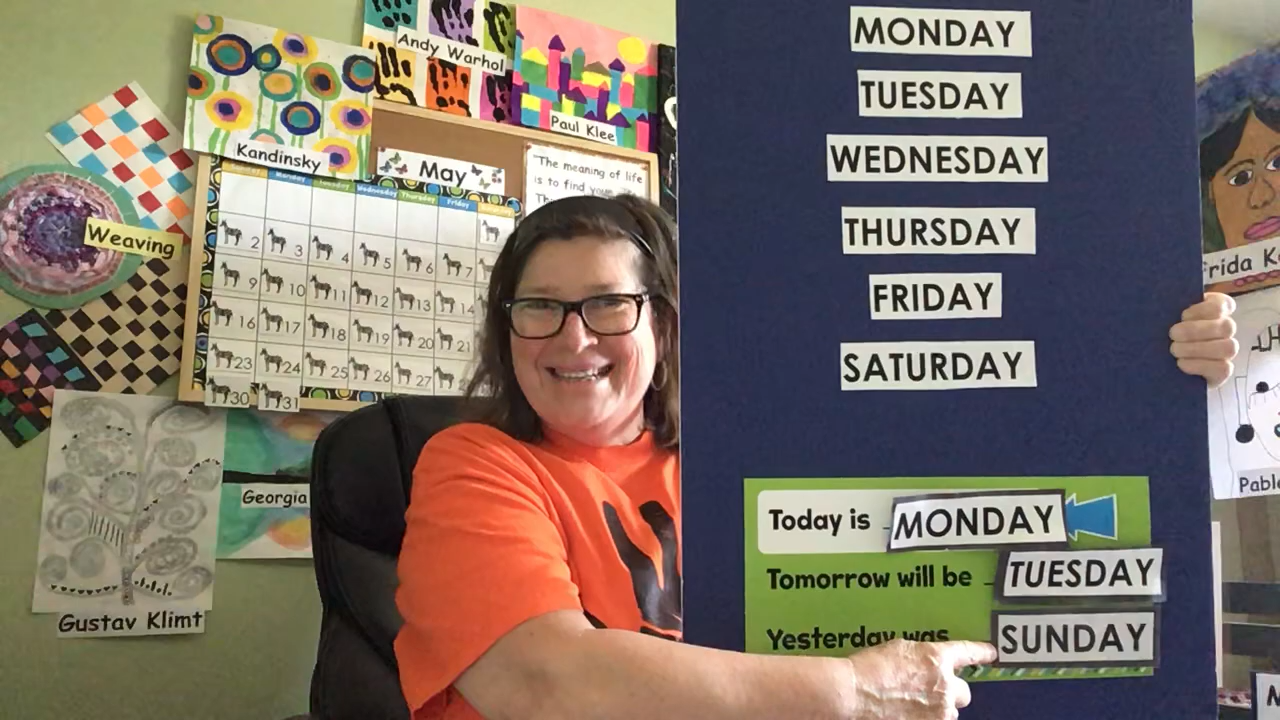 Andy Warhol
Paul Klee
Kandinsky
May
"The meaning of life
is to find your
Monday Tuesday Wednesday Thursday Friday
2 3 4 5 6 7
9 10 11 12 13 14
16 17 18 19 20 21
23 24 25 26 27
30 31
Weaving
Georgia
Gustav Klimt
MONDAY
TUESDAY
WEDNESDAY
THURSDAY
FRIDAY
SATURDAY
Today is MONDAY
Tomorrow will be TUESDAY
Yesterday was SUNDAY
Frida